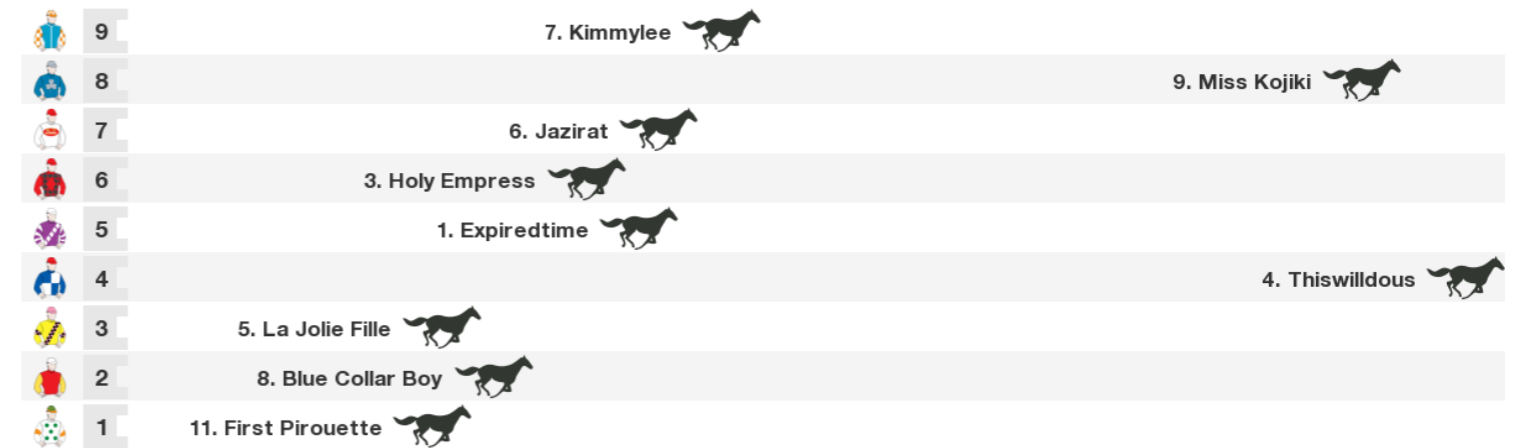 9 7. Kimmylee
8 9. Miss Kojiki
7 6. Jazirat
6 3. Holy Empress
5 1. Expiredtime
4 4. Thiswilldous
3 5. La Jolie Fille
2 8. Blue Collar Boy
1 11. First Pirouette